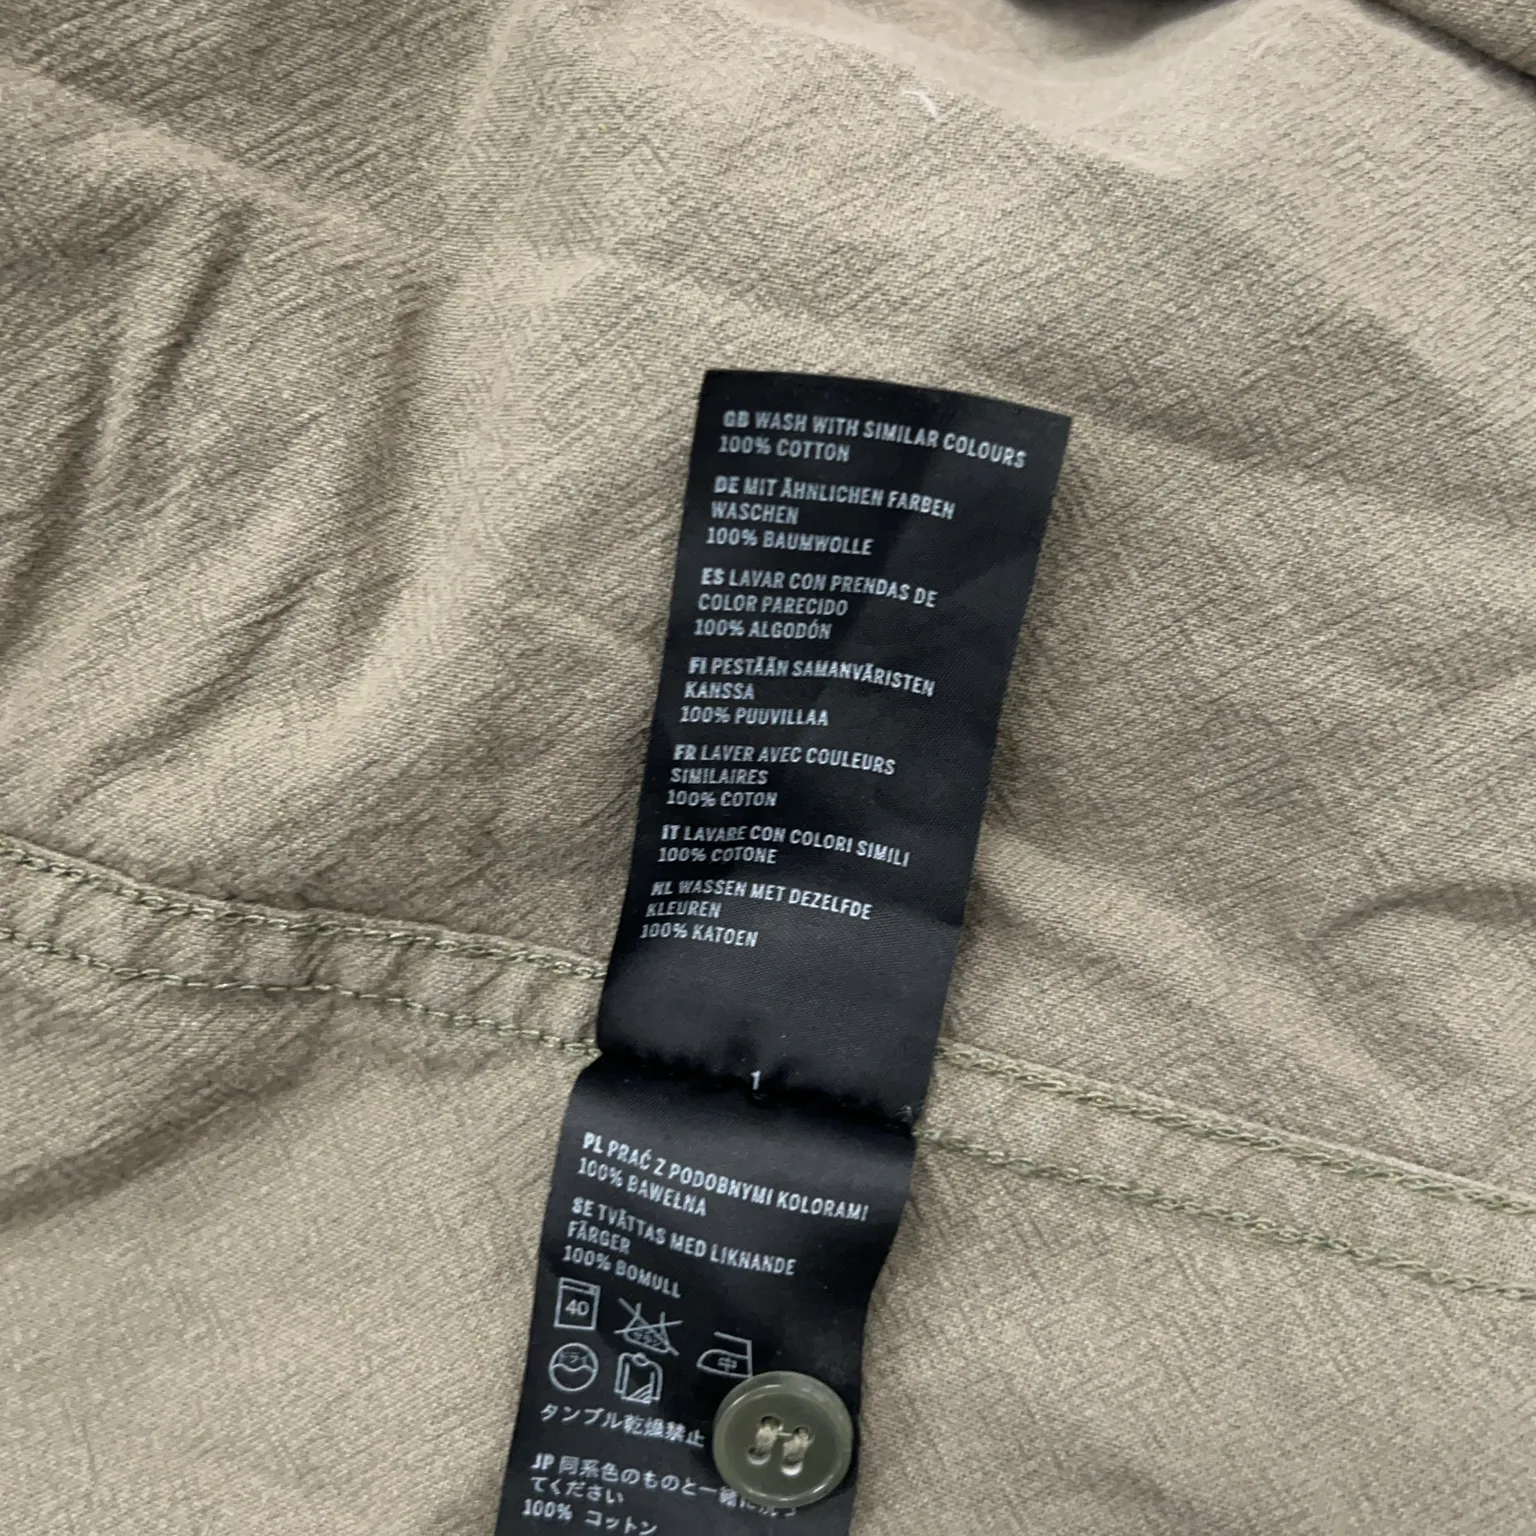 GB WASH WITH SIMILAR COLOURS
100% COTTON
DE MIT ÄHNLICHEN FARBEN
WASCHEN
100% BAUMWOLLE
ES LAVAR CON PRENDAS DE
COLOR PARECIDO
100% ALGODÓN
FI PESTÄÄN SAMANVÄRISTEN
KANSSA
100% PUUVILLAA
FR LAVER AVEC COULEURS
SIMILAIRES
100% COTON
IT LAVARE CON COLORI SIMILI
100% COTONE
NL WASSEN MET DEZELFDE
KLEUREN
100% KATOEN
1
PL PRAĆ Z PODOBNYMI KOLORAMI
100% BAWEŁNA
SE TVÄTTAS MED LIKNANDE
FÄRGER
100% BOMULL
40
中
ドライ
タンブル乾燥禁止
JP 同系色のものと一緒に
てください
100% コットン